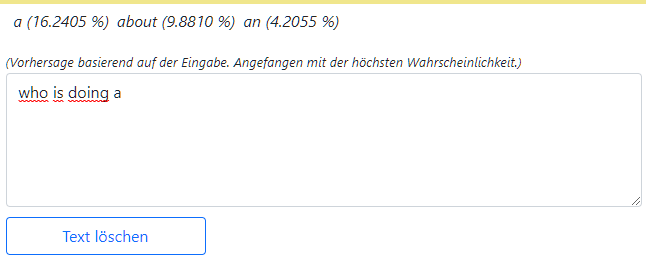 a (16.2405 %) about (9.8810 %) an (4.2055 %)
(Vorhersage basierend auf der Eingabe. Angefangen mit der höchsten Wahrscheinlichkeit.)
who is doing a
Text löschen